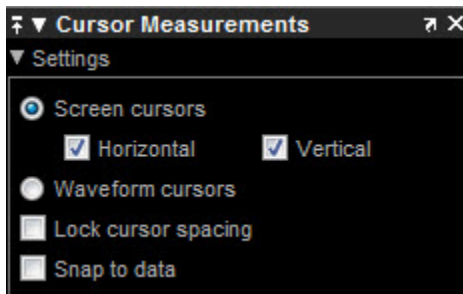 Cursor Measurements
Settings
Screen cursors
Horizontal Vertical
Waveform cursors
Lock cursor spacing
Snap to data